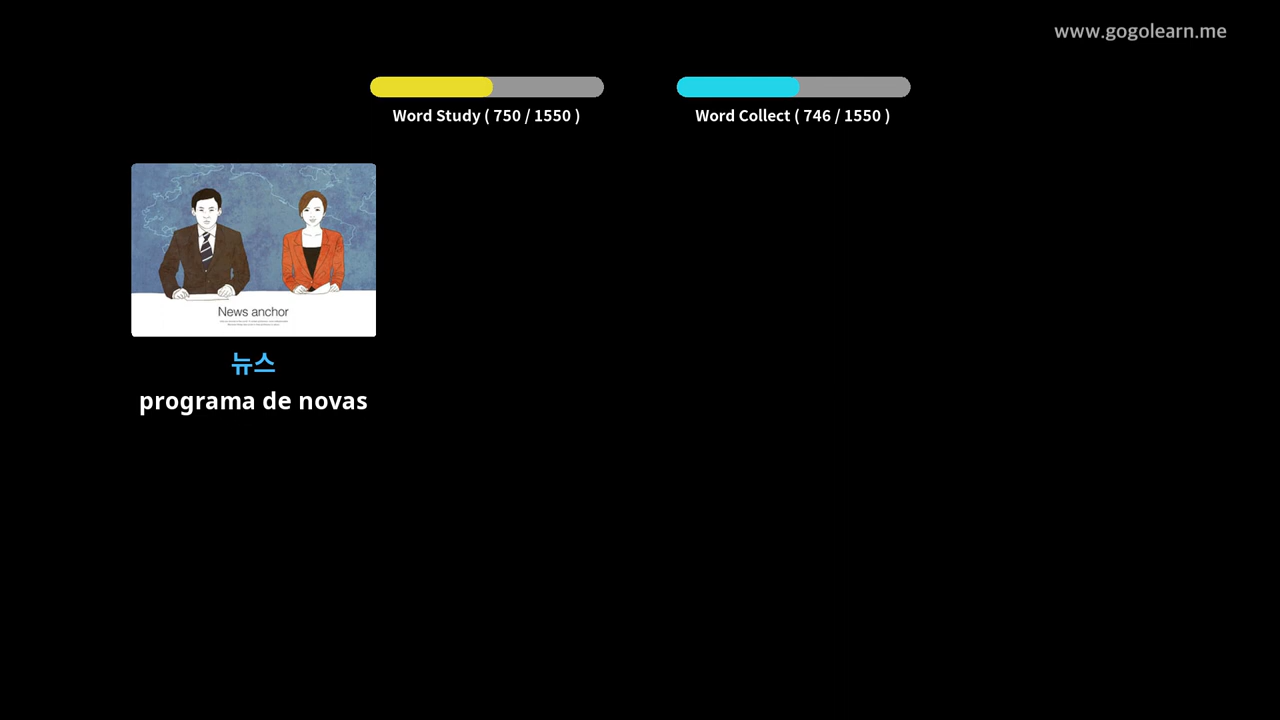 www.gogolearn.me
Word Study ( 750 / 1550 )
Word Collect ( 746 / 1550 )
News anchor
뉴스
programa de novas